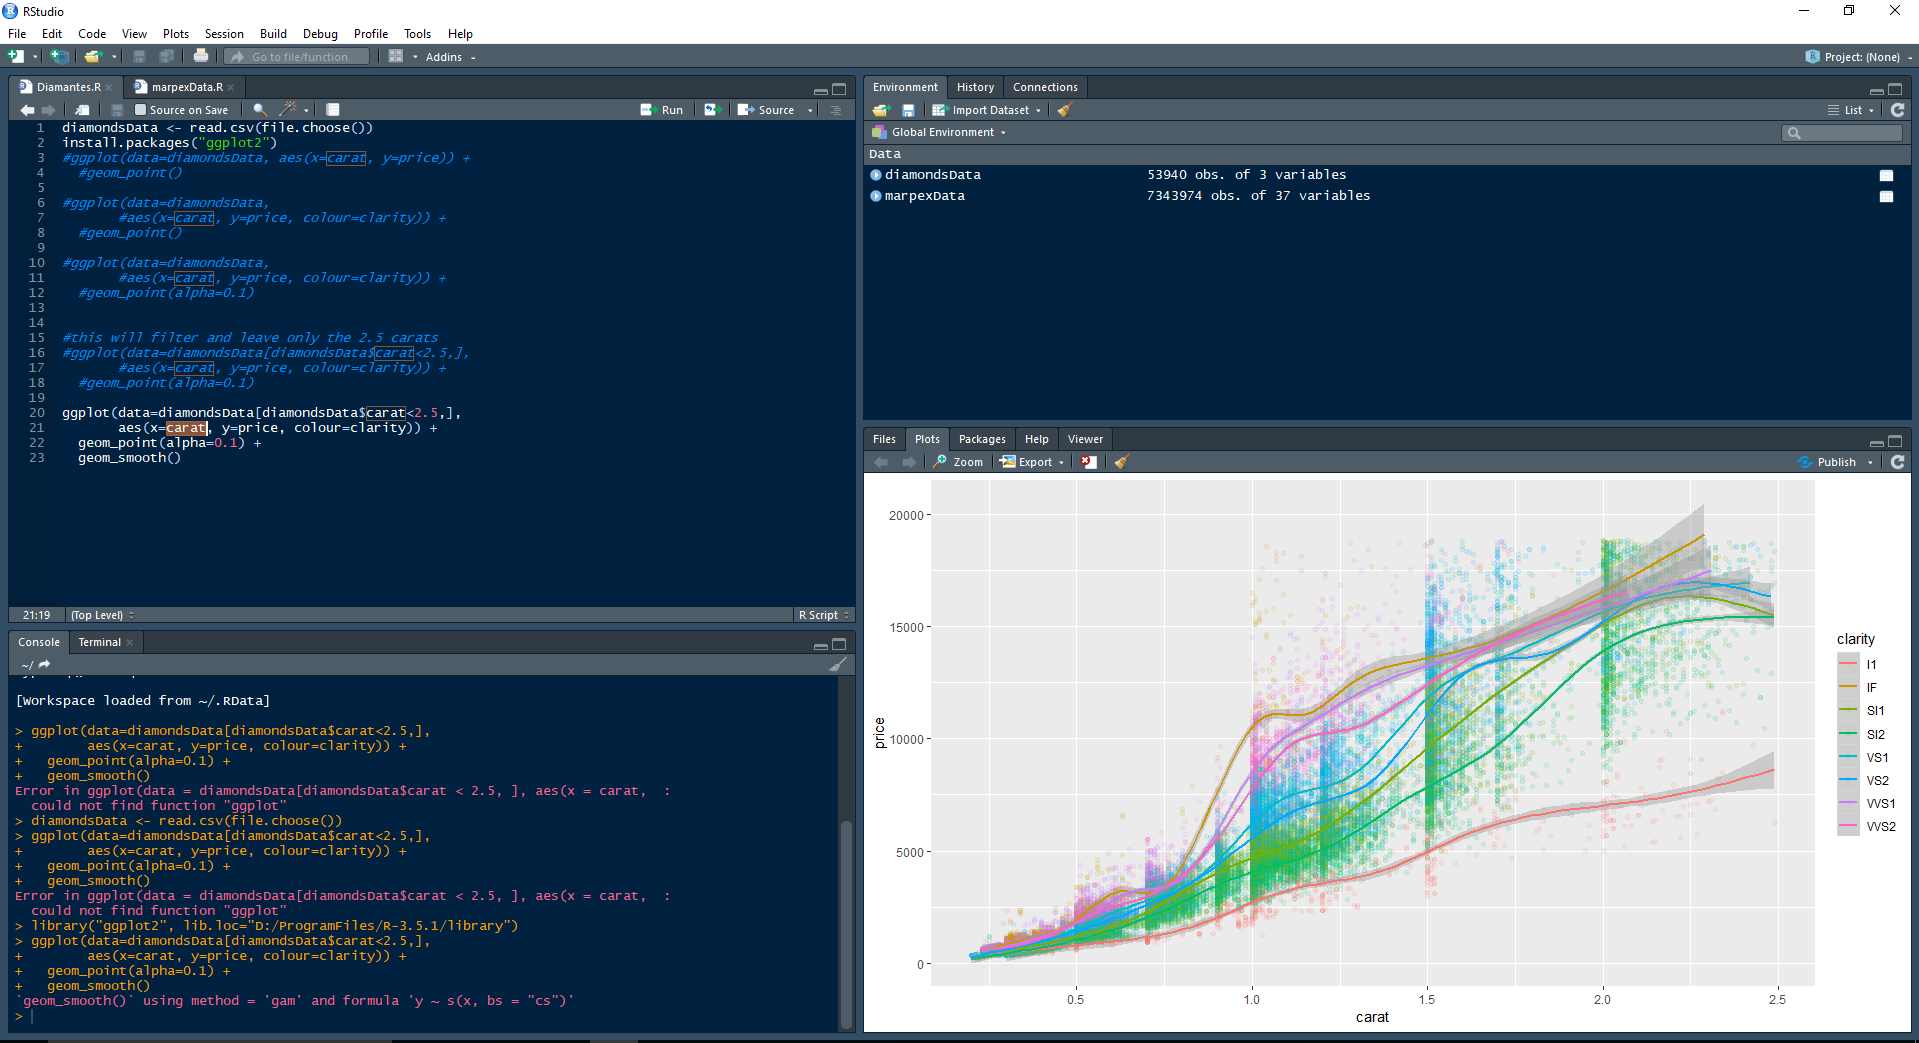 RStudio
File Edit Code View Plots Session Build Debug Profile Tools Help
Go to file/function Addins Project: (None)
Diamantes.R marpexData.R
Source on Save Run Source
1 diamondsData <- read.csv(file.choose())
2 install.packages("ggplot2")
3 #ggplot(data=diamondsData, aes(x=carat, y=price)) +
4 #geom_point()
5
6 #ggplot(data=diamondsData,
7 #aes(x=carat, y=price, colour=clarity)) +
8 #geom_point()
9
10 #ggplot(data=diamondsData,
11 #aes(x=carat, y=price, colour=clarity)) +
12 #geom_point(alpha=0.1)
13
14
15 #this will filter and leave only the 2.5 carats
16 #ggplot(data=diamondsData[diamondsData$carat<2.5,],
17 #aes(x=carat, y=price, colour=clarity)) +
18 #geom_point(alpha=0.1)
19
20 ggplot(data=diamondsData[diamondsData$carat<2.5,],
21 aes(x=carat, y=price, colour=clarity)) +
22 geom_point(alpha=0.1) +
23 geom_smooth()
21:19 (Top Level) R Script
Console Terminal
~/
[Workspace loaded from ~/.RData]
> ggplot(data=diamondsData[diamondsData$carat<2.5,],
+ aes(x=carat, y=price, colour=clarity)) +
+ geom_point(alpha=0.1) +
+ geom_smooth()
Error in ggplot(data = diamondsData[diamondsData$carat < 2.5, ], aes(x = carat, :
could not find function "ggplot"
> diamondsData <- read.csv(file.choose())
> ggplot(data=diamondsData[diamondsData$carat<2.5,],
+ aes(x=carat, y=price, colour=clarity)) +
+ geom_point(alpha=0.1) +
+ geom_smooth()
Error in ggplot(data = diamondsData[diamondsData$carat < 2.5, ], aes(x = carat, :
could not find function "ggplot"
> library("ggplot2", lib.loc="D:/ProgramFiles/R-3.5.1/library")
> ggplot(data=diamondsData[diamondsData$carat<2.5,],
+ aes(x=carat, y=price, colour=clarity)) +
+ geom_point(alpha=0.1) +
+ geom_smooth()
`geom_smooth()` using method = 'gam' and formula 'y ~ s(x, bs = "cs")'
>
Environment History Connections
Import Dataset List
Global Environment
Data
diamondsData 53940 obs. of 3 variables
marpexData 7343974 obs. of 37 variables
Files Plots Packages Help Viewer
Zoom Export Publish
20000
15000
10000
5000
0
price
0.5 1.0 1.5 2.0 2.5
carat
clarity
I1
IF
SI1
SI2
VS1
VS2
VVS1
VVS2